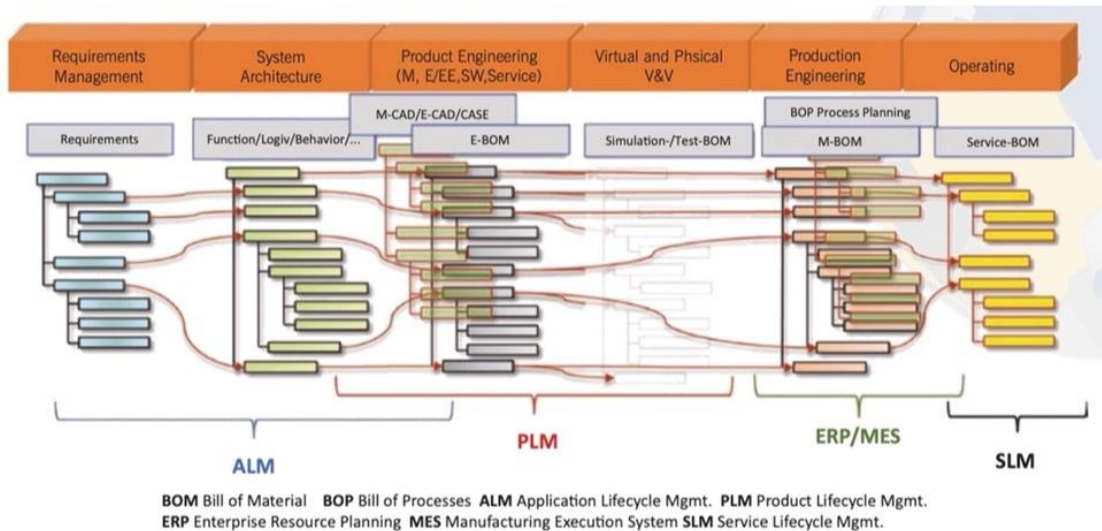 Requirements
Management
System
Architecture
Product Engineering
(M, E/EE,SW,Service)
Virtual and Phsical
V&V
Production
Engineering
Operating
M-CAD/E-CAD/CASE
BOP Process Planning
Requirements
Function/Logiv/Behavior/...
E-BOM
Simulation-/Test-BOM
M-BOM
Service-BOM
ALM
PLM
ERP/MES
SLM
BOM Bill of Material BOP Bill of Processes ALM Application Lifecycle Mgmt. PLM Product Lifecycle Mgmt.
ERP Enterprise Resource Planning MES Manufacturing Execution System SLM Service Lifecycle Mgmt.